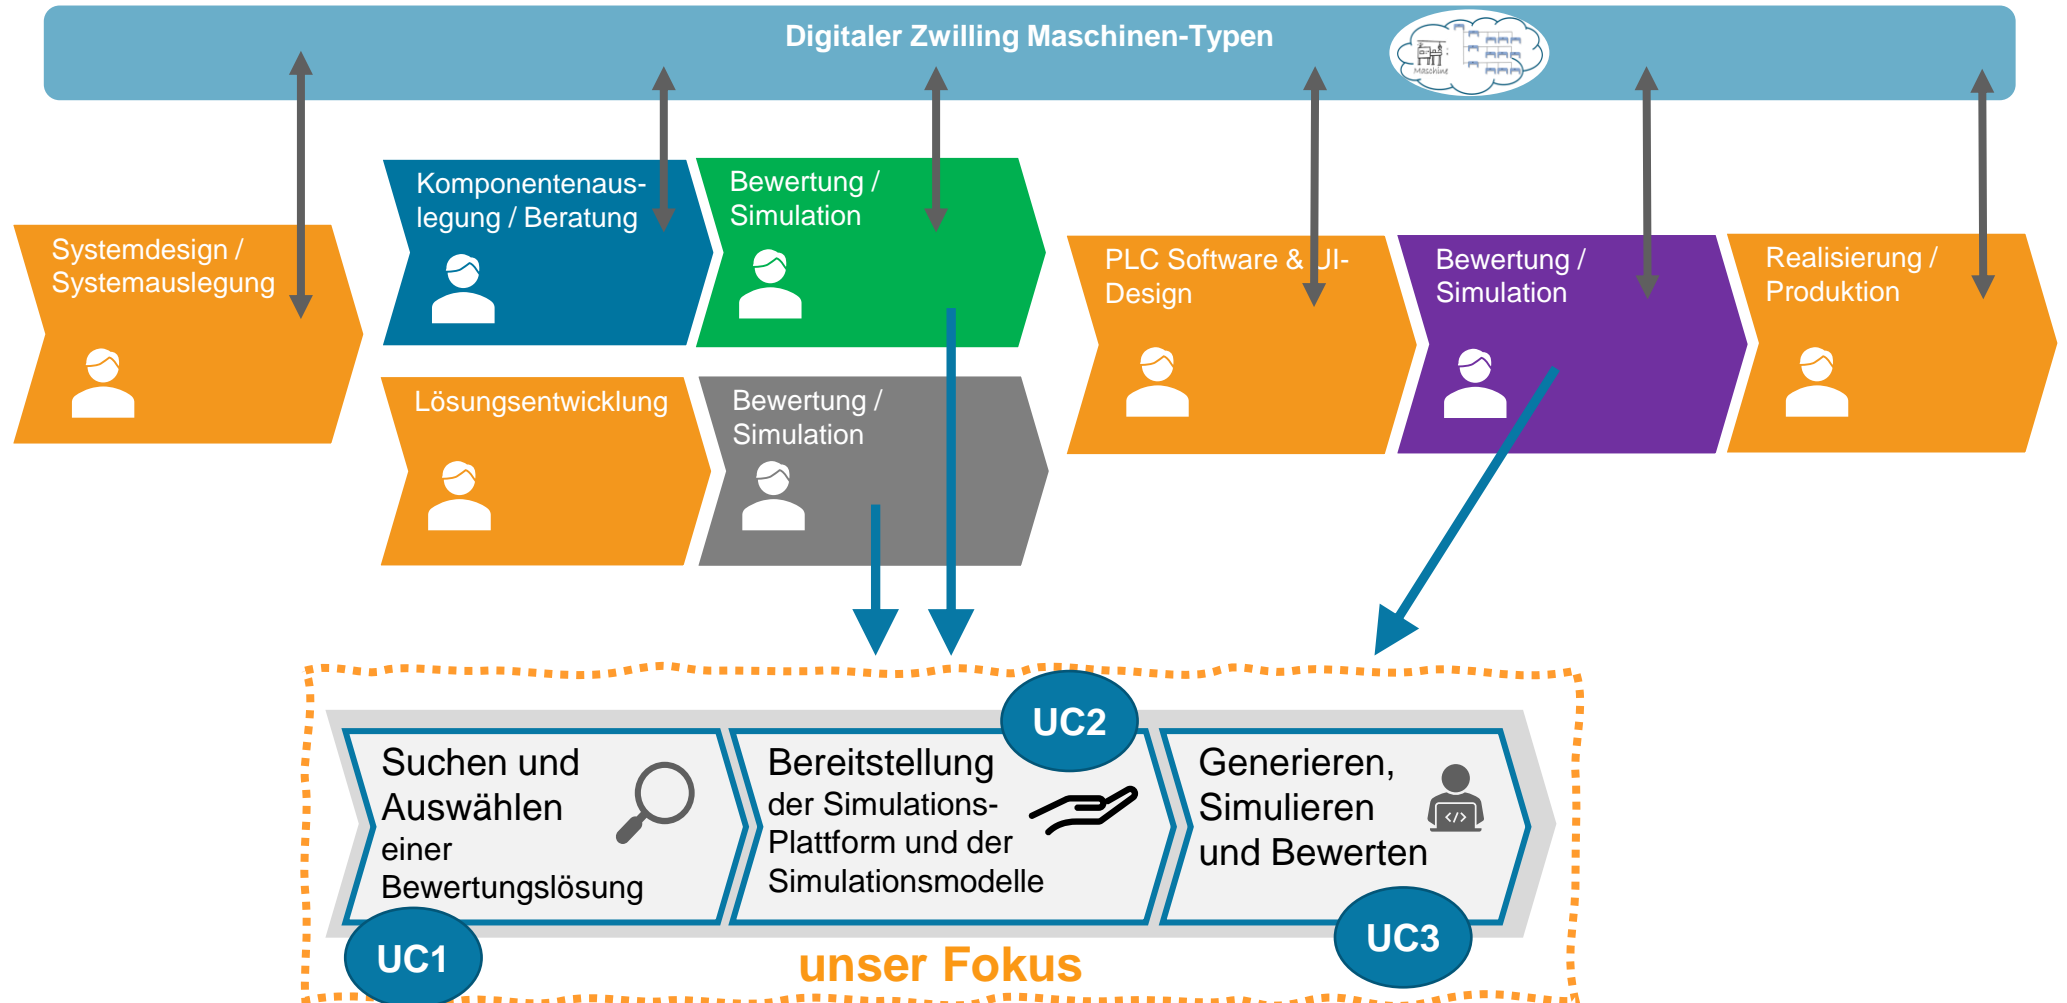 Digitaler Zwilling Maschinen-Typen
Maschine
Systemdesign /
Systemauslegung
Komponentenaus-
legung / Beratung
Bewertung /
Simulation
Lösungsentwicklung
Bewertung /
Simulation
PLC Software & UI-
Design
Bewertung /
Simulation
Realisierung /
Produktion
Suchen und
Auswählen
einer
Bewertungslösung
UC1
Bereitstellung
der Simulations-
Plattform und der
Simulationsmodelle
UC2
Generieren,
Simulieren
und Bewerten
</>
UC3
unser Fokus